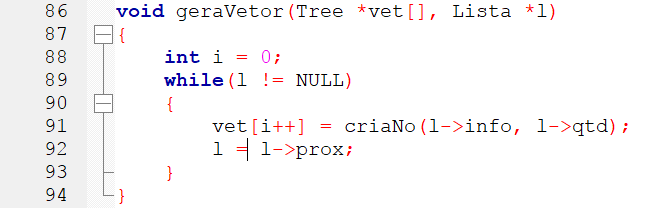 86 void geraVetor(Tree *vet[], Lista *l)
87 {
88     int i = 0;
89     while(l != NULL)
90     {
91         vet[i++] = criaNo(l->info, l->qtd);
92         l = l->prox;
93     }
94 }